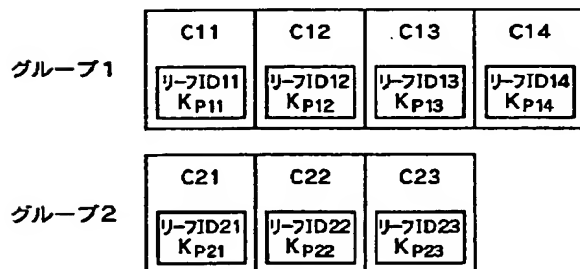 C11 C12 C13 C14
グループ1
リーフID11 リーフID12 リーフID13 リーフID14
KP11 KP12 KP13 KP14
C21 C22 C23
グループ2
リーフID21 リーフID22 リーフID23
KP21 KP22 KP23